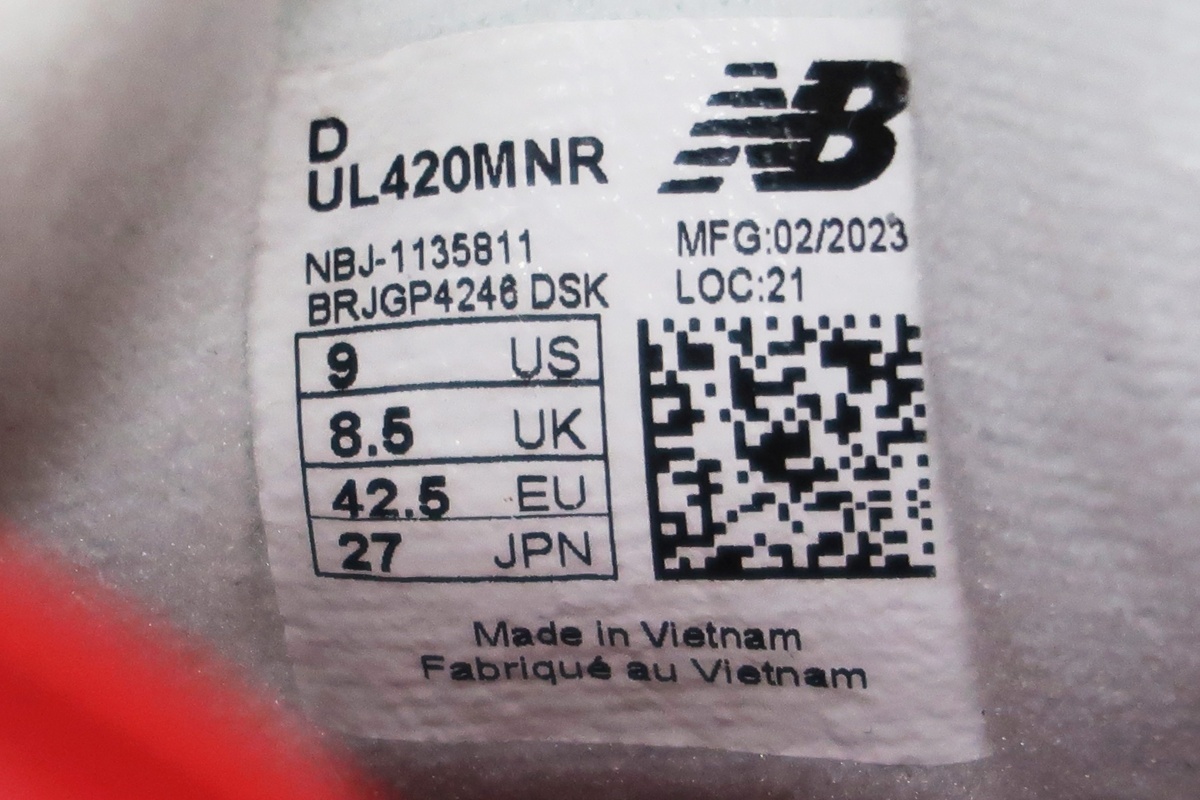 D
UL420MNR
NB
NBJ-1135811
BRJGP4246 DSK
MFG:02/2023
LOC:21
9 US
8.5 UK
42.5 EU
27 JPN
Made in Vietnam
Fabriqué au Vietnam